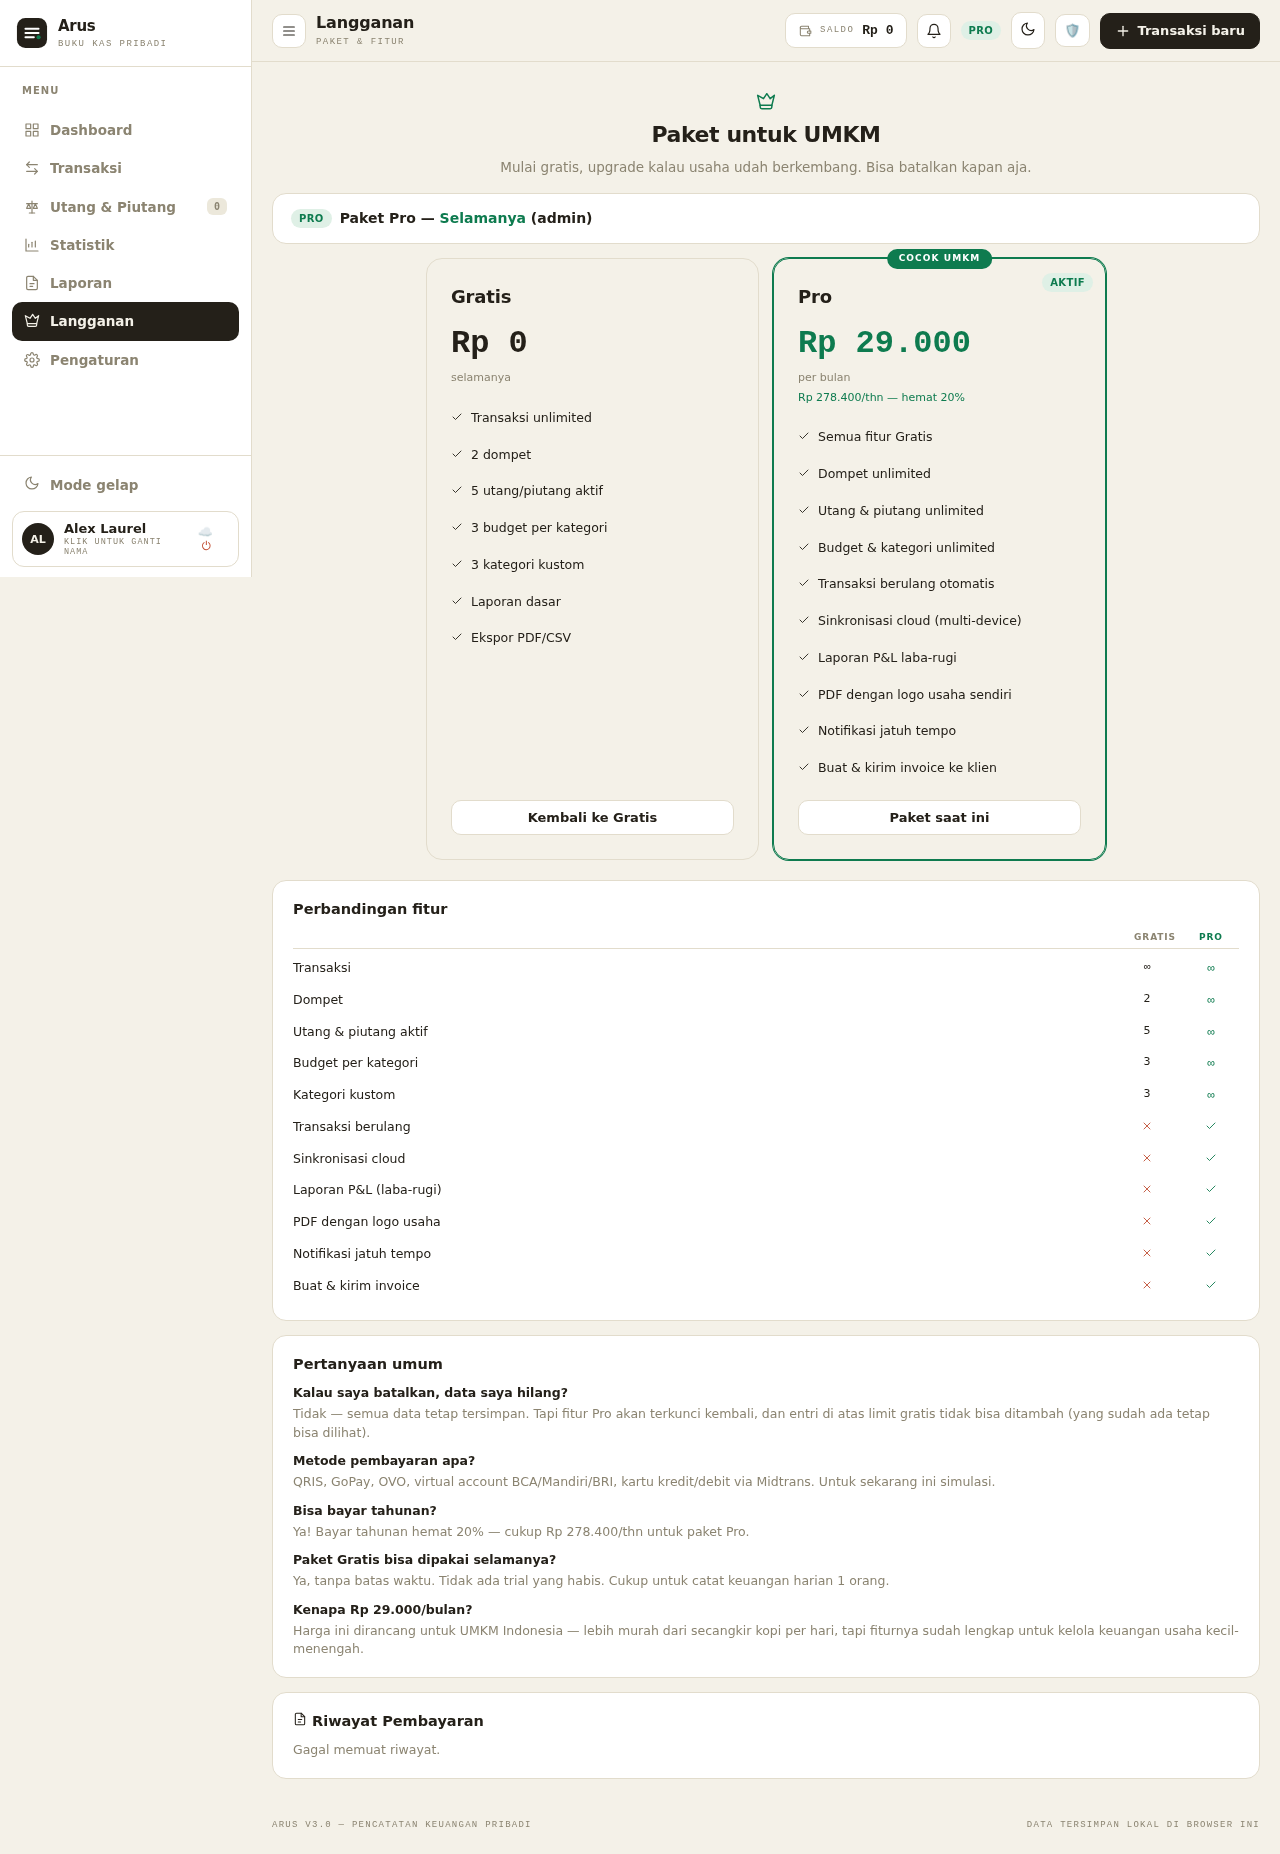 Arus
BUKU KAS PRIBADI
MENU
Dashboard
Transaksi
Utang & Piutang 0
Statistik
Laporan
Langganan
Pengaturan
Mode gelap
AL
Alex Laurel
KLIK UNTUK GANTI
NAMA
Langganan
PAKET & FITUR
SALDO Rp 0
PRO
Transaksi baru
Paket untuk UMKM
Mulai gratis, upgrade kalau usaha udah berkembang. Bisa batalkan kapan aja.
PRO Paket Pro — Selamanya (admin)
Gratis
Rp 0
selamanya
Transaksi unlimited
2 dompet
5 utang/piutang aktif
3 budget per kategori
3 kategori kustom
Laporan dasar
Ekspor PDF/CSV
Kembali ke Gratis
COCOK UMKM
AKTIF
Pro
Rp 29.000
per bulan
Rp 278.400/thn — hemat 20%
Semua fitur Gratis
Dompet unlimited
Utang & piutang unlimited
Budget & kategori unlimited
Transaksi berulang otomatis
Sinkronisasi cloud (multi-device)
Laporan P&L laba-rugi
PDF dengan logo usaha sendiri
Notifikasi jatuh tempo
Buat & kirim invoice ke klien
Paket saat ini
Perbandingan fitur
GRATIS PRO
Transaksi ∞ ∞
Dompet 2 ∞
Utang & piutang aktif 5 ∞
Budget per kategori 3 ∞
Kategori kustom 3 ∞
Transaksi berulang
Sinkronisasi cloud
Laporan P&L (laba-rugi)
PDF dengan logo usaha
Notifikasi jatuh tempo
Buat & kirim invoice
Pertanyaan umum
Kalau saya batalkan, data saya hilang?
Tidak — semua data tetap tersimpan. Tapi fitur Pro akan terkunci kembali, dan entri di atas limit gratis tidak bisa ditambah (yang sudah ada tetap
bisa dilihat).
Metode pembayaran apa?
QRIS, GoPay, OVO, virtual account BCA/Mandiri/BRI, kartu kredit/debit via Midtrans. Untuk sekarang ini simulasi.
Bisa bayar tahunan?
Ya! Bayar tahunan hemat 20% — cukup Rp 278.400/thn untuk paket Pro.
Paket Gratis bisa dipakai selamanya?
Ya, tanpa batas waktu. Tidak ada trial yang habis. Cukup untuk catat keuangan harian 1 orang.
Kenapa Rp 29.000/bulan?
Harga ini dirancang untuk UMKM Indonesia — lebih murah dari secangkir kopi per hari, tapi fiturnya sudah lengkap untuk kelola keuangan usaha kecil-
menengah.
Riwayat Pembayaran
Gagal memuat riwayat.
ARUS V3.0 — PENCATATAN KEUANGAN PRIBADI
DATA TERSIMPAN LOKAL DI BROWSER INI